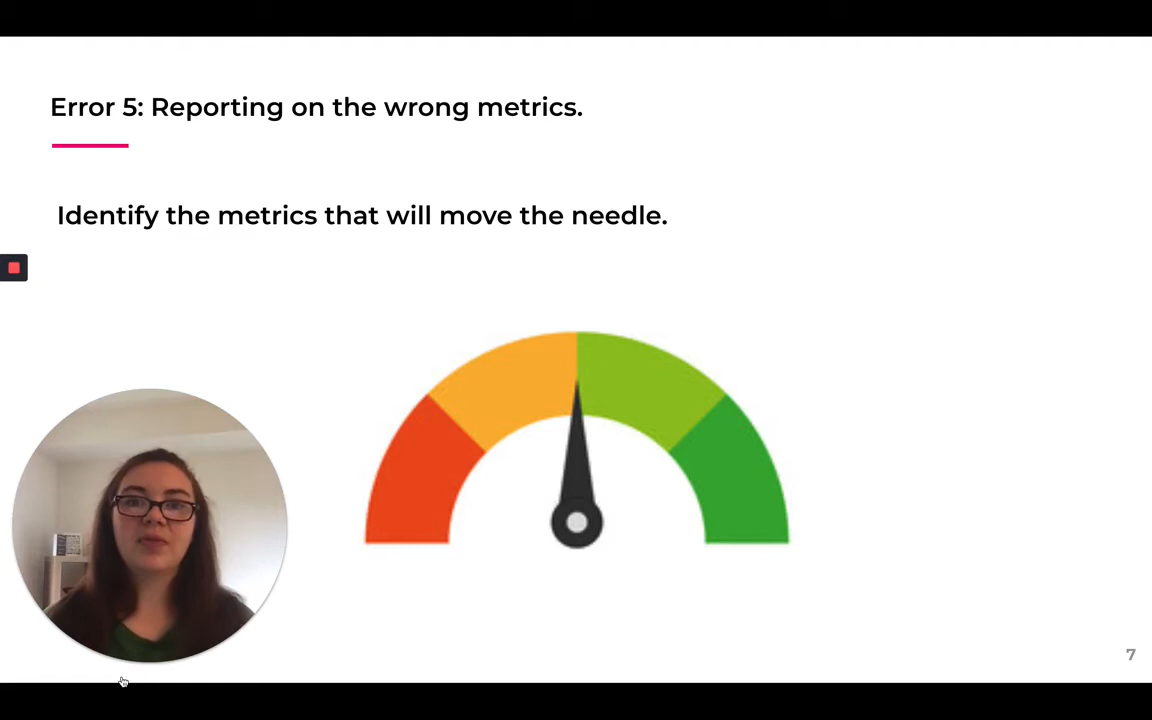 Error 5: Reporting on the wrong metrics.
Identify the metrics that will move the needle.
7